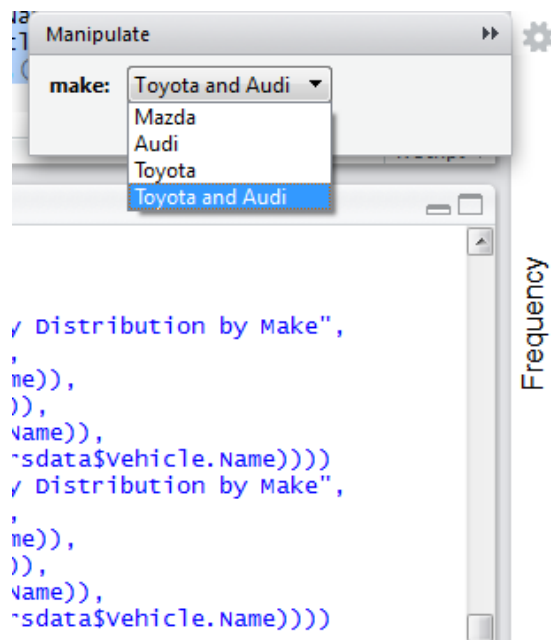 Manipulate
make: Toyota and Audi
Mazda
Audi
Toyota
Toyota and Audi
Frequency
y Distribution by Make",
,
me)),
)),
Name)),
rsdata$Vehicle.Name))))
y Distribution by Make",
,
me)),
)),
Name)),
rsdata$Vehicle.Name))))